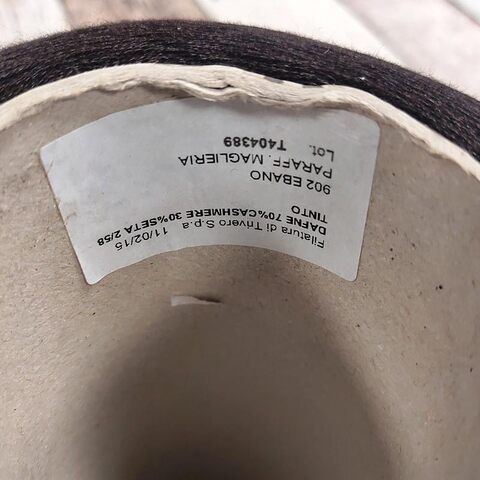 Filatura di Trivero S.p.a
11/02/15
DAFNE 70%CASHMERE 30%SETA 2/58
TINTO
902 EBANO
PARAFF. MAGLIERIA
Lot. T404389